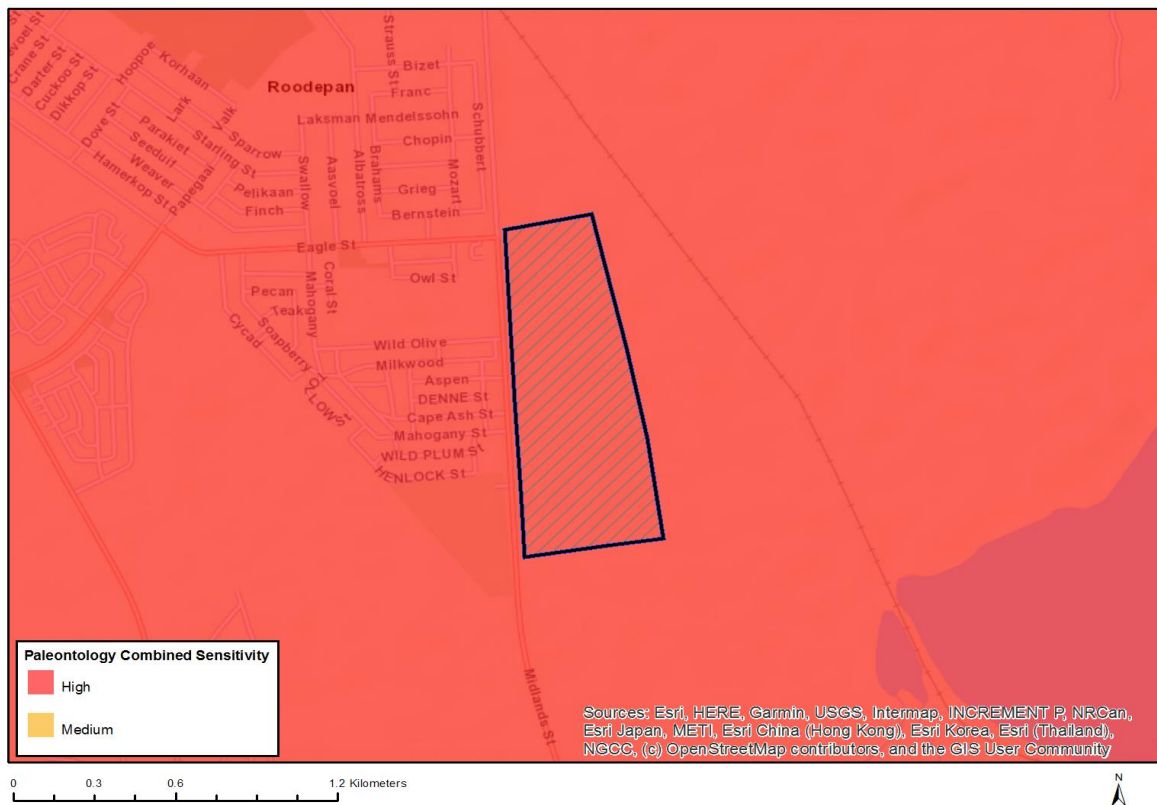 Roodepan
Crane St
Darter St
Cuckoo St
Dikkop St
Hoopoe
Korhaan
Lark
Valk
Dove St
Parakiet
Seeduif
Weaver
Hamerkop St
Papegaai
Starling St
Sparrow
Pelikaan
Finch
Swallow
Aasvoel
Albatross
Brahams
Strauss St
Bizet
Franc
Laksman
Mendelssohn
Chopin
Schubbert
Mozart
Grieg
Bernstein
Eagle St
Owl St
Coral St
Mahogany
Pecan
Teak
Cycad
Soapberry
Wild Olive
Milkwood
Aspen
DENNE St
Cape Ash St
Mahogany St
WILD PLUM St
HENLOCK St
Midlands St
Paleontology Combined Sensitivity
High
Medium
Sources: Esri, HERE, Garmin, USGS, Intermap, INCREMENT P, NRCan,
Esri Japan, METI, Esri China (Hong Kong), Esri Korea, Esri (Thailand),
NGCC, (c) OpenStreetMap contributors, and the GIS User Community
0 0.3 0.6 1.2 Kilometers
N